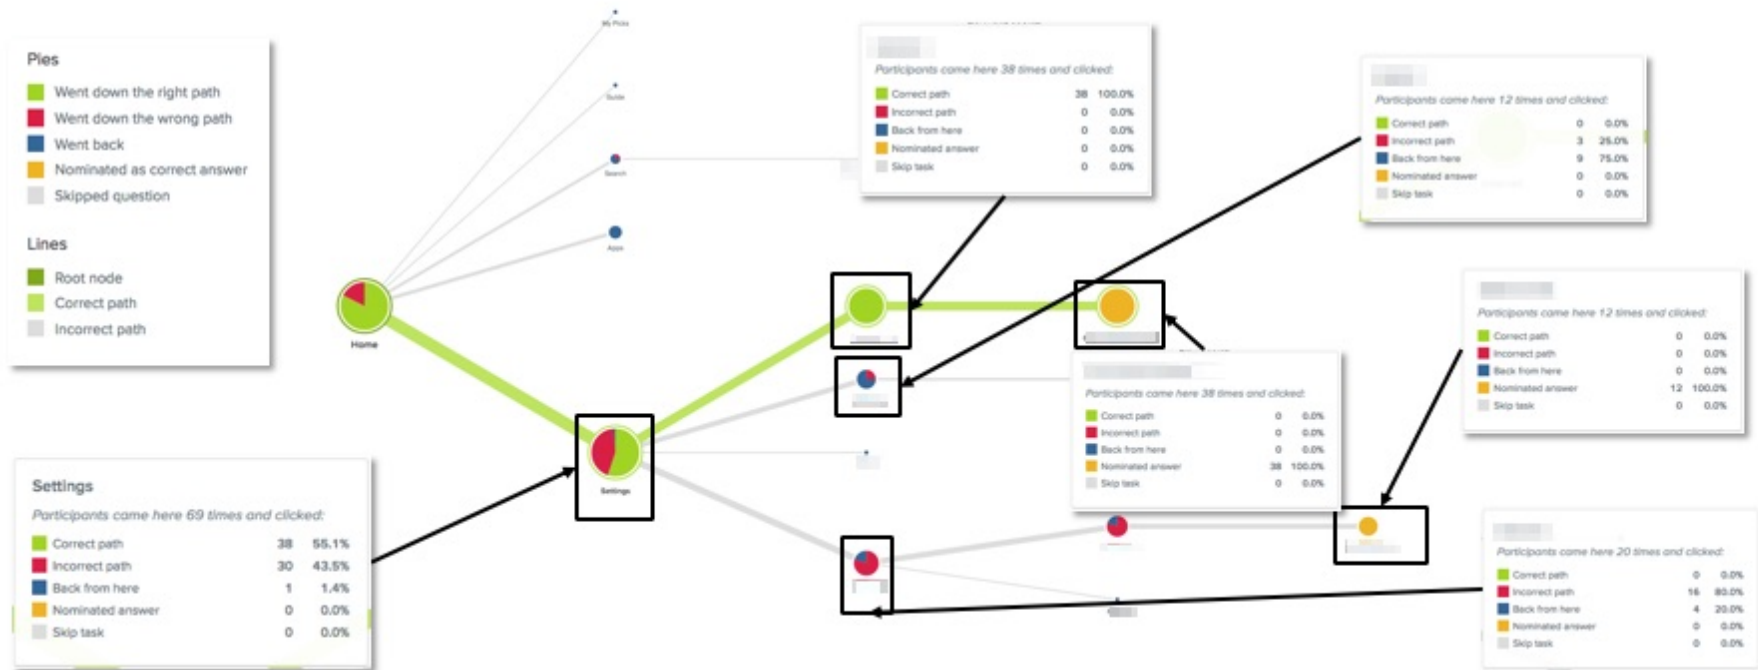 Pies
Went down the right path
Went down the wrong path
Went back
Nominated as correct answer
Skipped question
Lines
Root node
Correct path
Incorrect path
My Picks
Guide
Search
Apps
Home
Settings
Settings
Participants came here 69 times and clicked:
Correct path 38 55.1%
Incorrect path 30 43.5%
Back from here 1 1.4%
Nominated answer 0 0.0%
Skip task 0 0.0%
Participants came here 38 times and clicked:
Correct path 38 100.0%
Incorrect path 0 0.0%
Back from here 0 0.0%
Nominated answer 0 0.0%
Skip task 0 0.0%
Participants came here 12 times and clicked:
Correct path 0 0.0%
Incorrect path 3 25.0%
Back from here 9 75.0%
Nominated answer 0 0.0%
Skip task 0 0.0%
Participants came here 38 times and clicked:
Correct path 0 0.0%
Incorrect path 0 0.0%
Back from here 0 0.0%
Nominated answer 38 100.0%
Skip task 0 0.0%
Participants came here 12 times and clicked:
Correct path 0 0.0%
Incorrect path 0 0.0%
Back from here 0 0.0%
Nominated answer 12 100.0%
Skip task 0 0.0%
Participants came here 20 times and clicked:
Correct path 0 0.0%
Incorrect path 16 80.0%
Back from here 4 20.0%
Nominated answer 0 0.0%
Skip task 0 0.0%